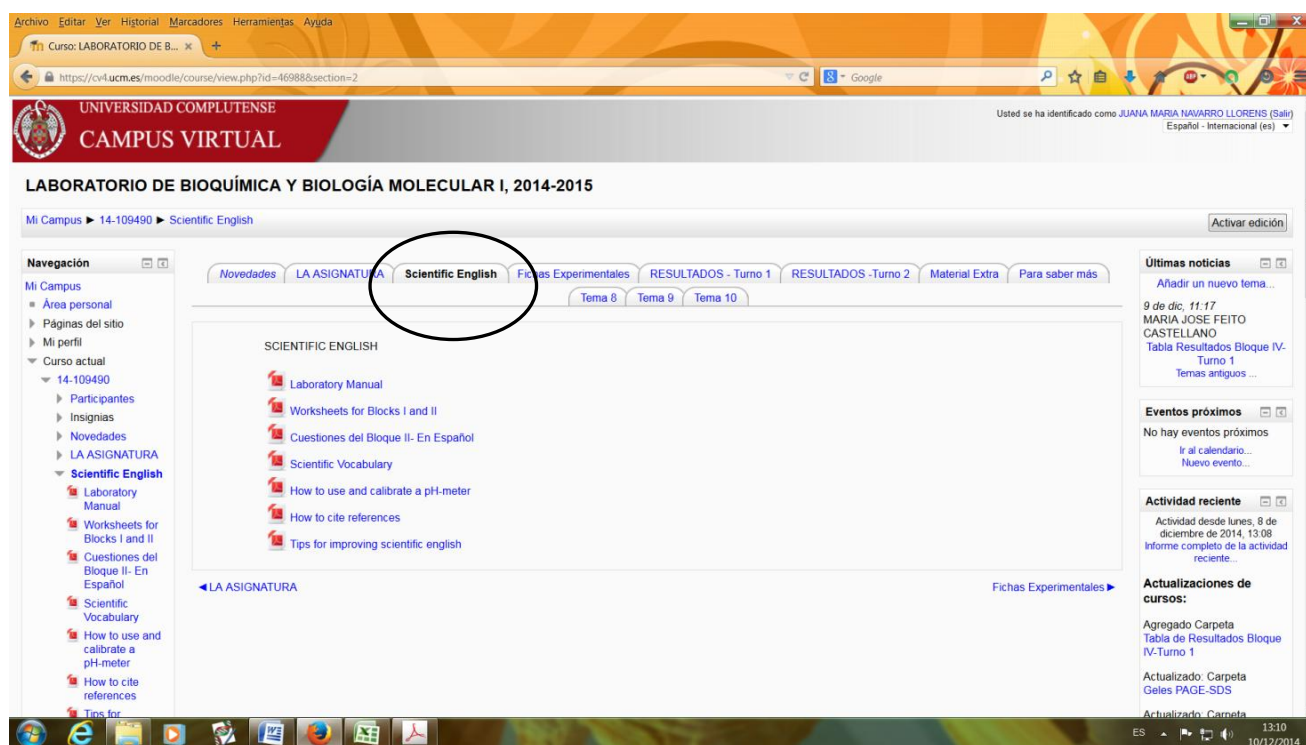 Archivo Editar Ver Historial Marcadores Herramientas Ayuda
Curso: LABORATORIO DE B... × +
https://cv4.ucm.es/moodle/course/view.php?id=46988&section=2
Google
UNIVERSIDAD COMPLUTENSE
CAMPUS VIRTUAL
Usted se ha identificado como JUANA MARIA NAVARRO LLORENS (Salir)
Español - Internacional (es)
LABORATORIO DE BIOQUÍMICA Y BIOLOGÍA MOLECULAR I, 2014-2015
Mi Campus ► 14-109490 ► Scientific English
Activar edición
Navegación
Mi Campus
Área personal
Páginas del sitio
Mi perfil
Curso actual
14-109490
Participantes
Insignias
Novedades
LA ASIGNATURA
Scientific English
Laboratory
Manual
Worksheets for
Blocks I and II
Cuestiones del
Bloque II- En
Español
Scientific
Vocabulary
How to use and
calibrate a
pH-meter
How to cite
references
Tips for
Novedades LA ASIGNATURA Scientific English Fichas Experimentales RESULTADOS - Turno 1 RESULTADOS -Turno 2 Material Extra Para saber más
Tema 8 Tema 9 Tema 10
SCIENTIFIC ENGLISH
Laboratory Manual
Worksheets for Blocks I and II
Cuestiones del Bloque II- En Español
Scientific Vocabulary
How to use and calibrate a pH-meter
How to cite references
Tips for improving scientific english
◄LA ASIGNATURA
Fichas Experimentales►
Últimas noticias
Añadir un nuevo tema...
9 de dic, 11:17
MARIA JOSE FEITO
CASTELLANO
Tabla Resultados Bloque IV-
Turno 1
Temas antiguos ...
Eventos próximos
No hay eventos próximos
Ir al calendario...
Nuevo evento...
Actividad reciente
Actividad desde lunes, 8 de
diciembre de 2014, 13:08
Informe completo de la actividad
reciente...
Actualizaciones de
cursos:
Agregado Carpeta
Tabla de Resultados Bloque
IV-Turno 1
Actualizado: Carpeta
Geles PAGE-SDS
Actualizado: Carpeta
ES
13:10
10/12/2014